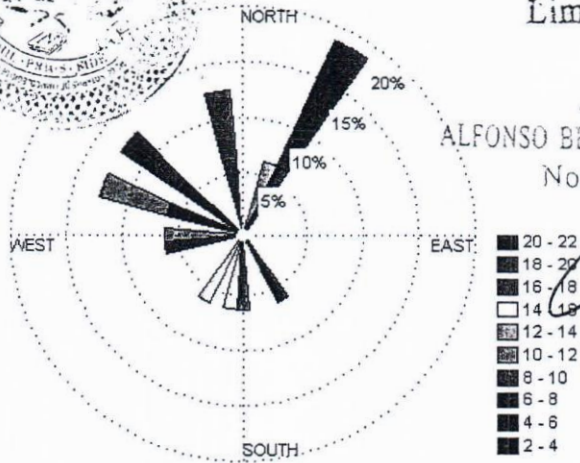 Lim
NORTH
20%
15%
10%
5%
ALFONSO BE
No
WEST
EAST
20 - 22
18 - 20
16 - 18
14
12 - 14
10 - 12
8 - 10
6 - 8
4 - 6
2 - 4
SOUTH